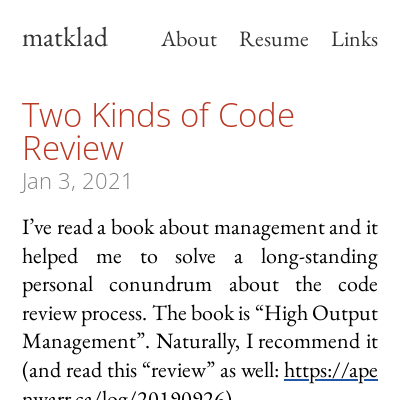 matklad About Resume Links
Two Kinds of Code
Review
Jan 3, 2021
I’ve read a book about management and it
helped me to solve a long-standing
personal conundrum about the code
review process. The book is “High Output
Management”. Naturally, I recommend it
(and read this “review” as well: https://ape
nwarr.ca/log/20190926)